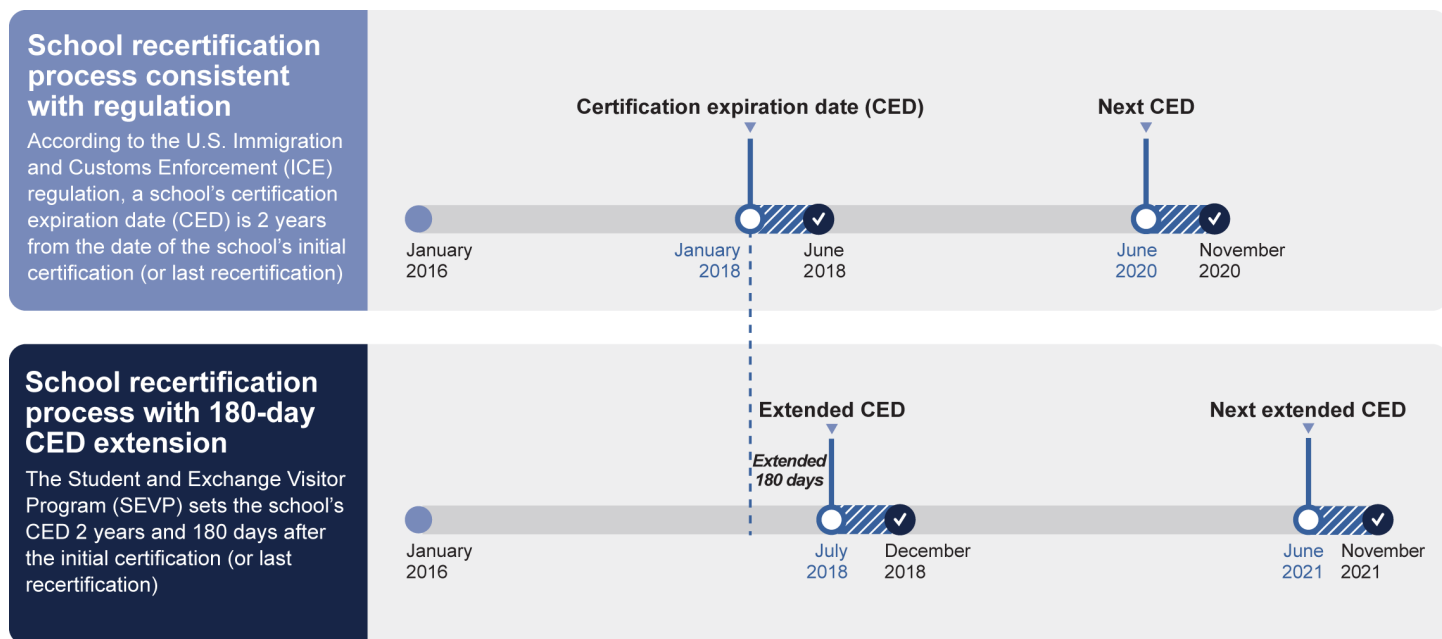 School recertification
process consistent
with regulation
According to the U.S. Immigration
and Customs Enforcement (ICE)
regulation, a school’s certification
expiration date (CED) is 2 years
from the date of the school’s initial
certification (or last recertification)
Certification expiration date (CED)
Next CED
January
2016
January
2018
June
2018
June
2020
November
2020
School recertification
process with 180-day
CED extension
The Student and Exchange Visitor
Program (SEVP) sets the school’s
CED 2 years and 180 days after
the initial certification (or last
recertification)
Extended CED
Next extended CED
Extended
180 days
January
2016
July
2018
December
2018
June
2021
November
2021